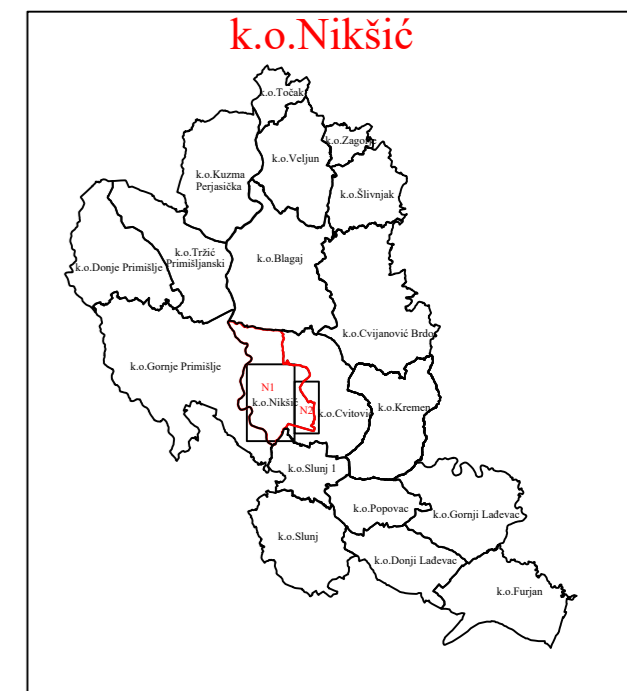 k.o.Nikšić
k.o.Točak
k.o.Zagorje
k.o.Veljun
k.o.Kuzma
Perjasička
k.o.Šlivnjak
k.o.Tržić
Primišljanski
k.o.Blagaj
k.o.Donje Primišlje
k.o.Cvijanović Brdo
k.o.Gornje Primišlje
N1
k.o.Nikšić
N2
k.o.Cvitović
k.o.Kremen
k.o.Slunj 1
k.o.Popovac
k.o.Gornji Lađevac
k.o.Slunj
k.o.Donji Lađevac
k.o.Furjan